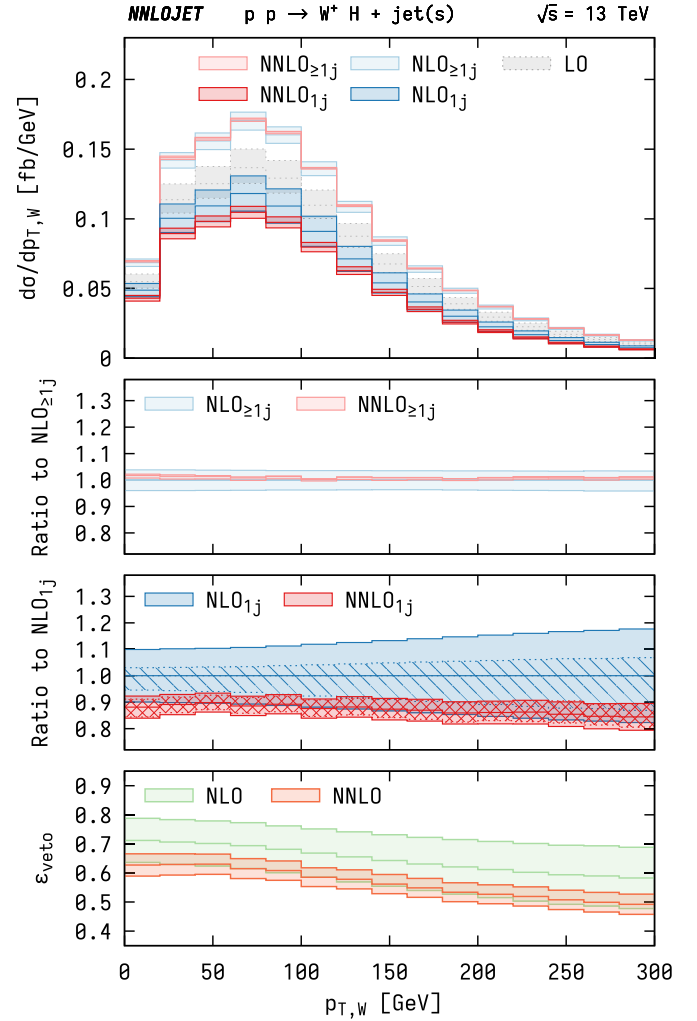 NNLOJET p p → W⁺ H + jet(s) √s = 13 TeV
NNLO≥1j NLO≥1j LO
NNLO1j NLO1j
dσ/dpT,W [fb/GeV]
0.2
0.15
0.1
0.05
0
Ratio to NLO≥1j
NLO≥1j NNLO≥1j
1.3
1.2
1.1
1.0
0.9
0.8
Ratio to NLO1j
NLO1j NNLO1j
1.3
1.2
1.1
1.0
0.9
0.8
εveto
NLO NNLO
0.9
0.8
0.7
0.6
0.5
0.4
0 50 100 150 200 250 300
pT,W [GeV]